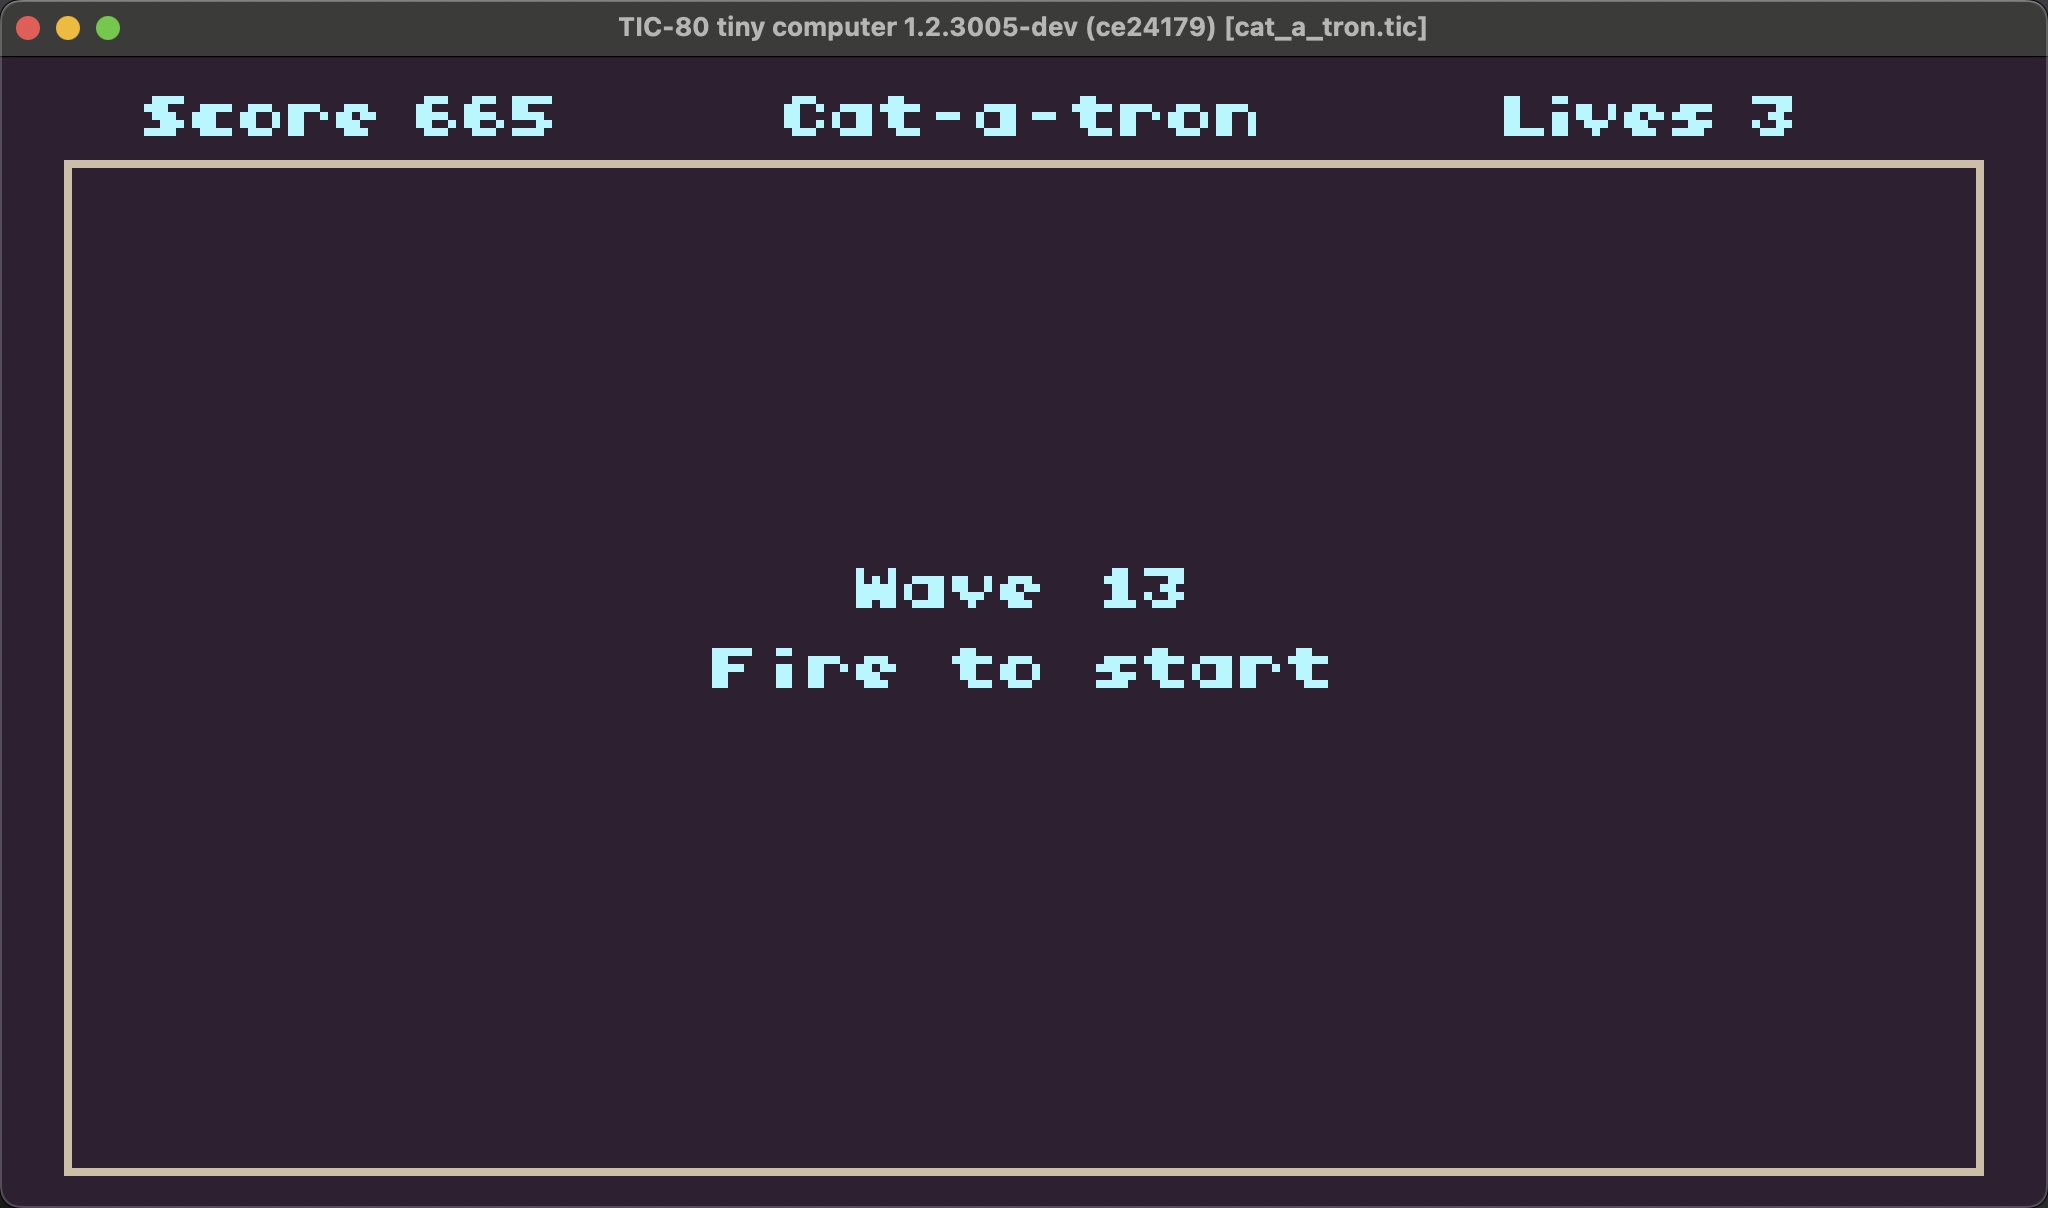 TIC-80 tiny computer 1.2.3005-dev (ce24179) [cat_a_tron.tic]
Score 665 Cat-a-tron Lives 3
Wave 13
Fire to start